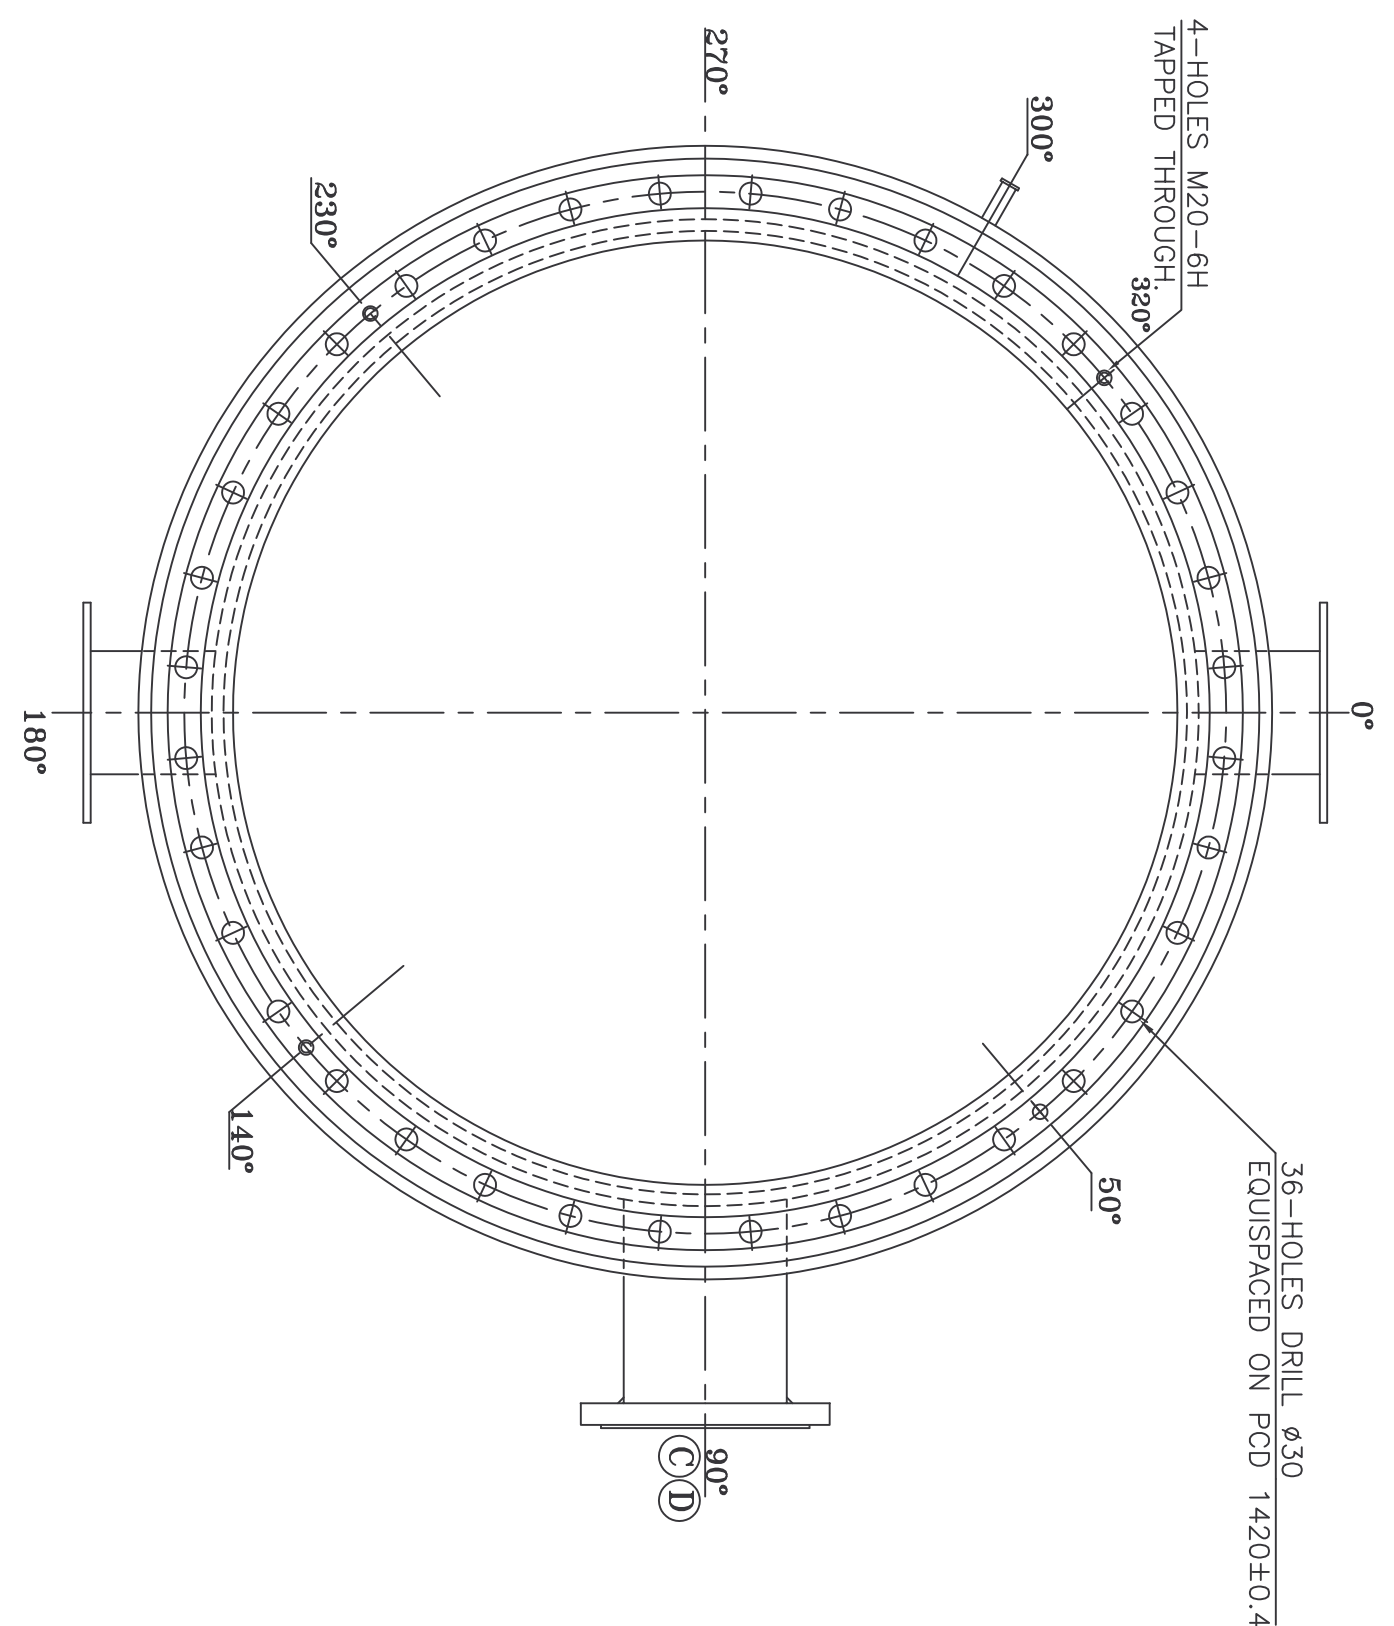 4-HOLES M20-6H
TAPPED THROUGH.
320°
300°
270°
230°
0°
180°
140°
50°
90°
C D
36-HOLES DRILL ø30
EQUISPACED ON PCD 1420±0.4